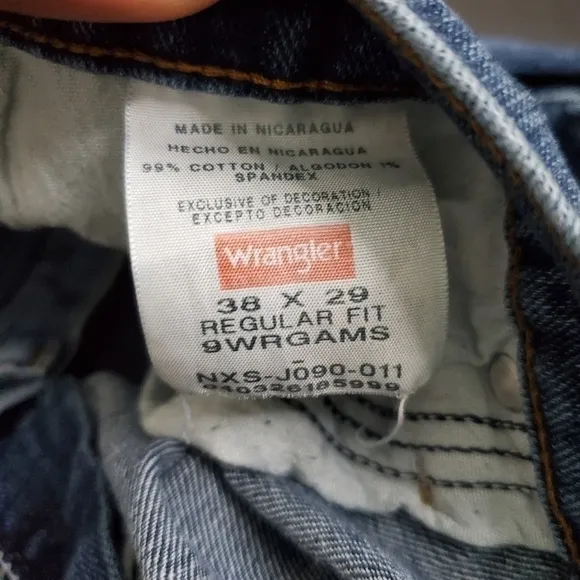 MADE IN NICARAGUA
HECHO EN NICARAGUA
99% COTTON / ALGODON 1%
SPANDEX
EXCLUSIVE OF DECORATION /
EXCEPTO DECORACION
Wrangler
38 X 29
REGULAR FIT
9WRGAMS
-
NXS-J090-011